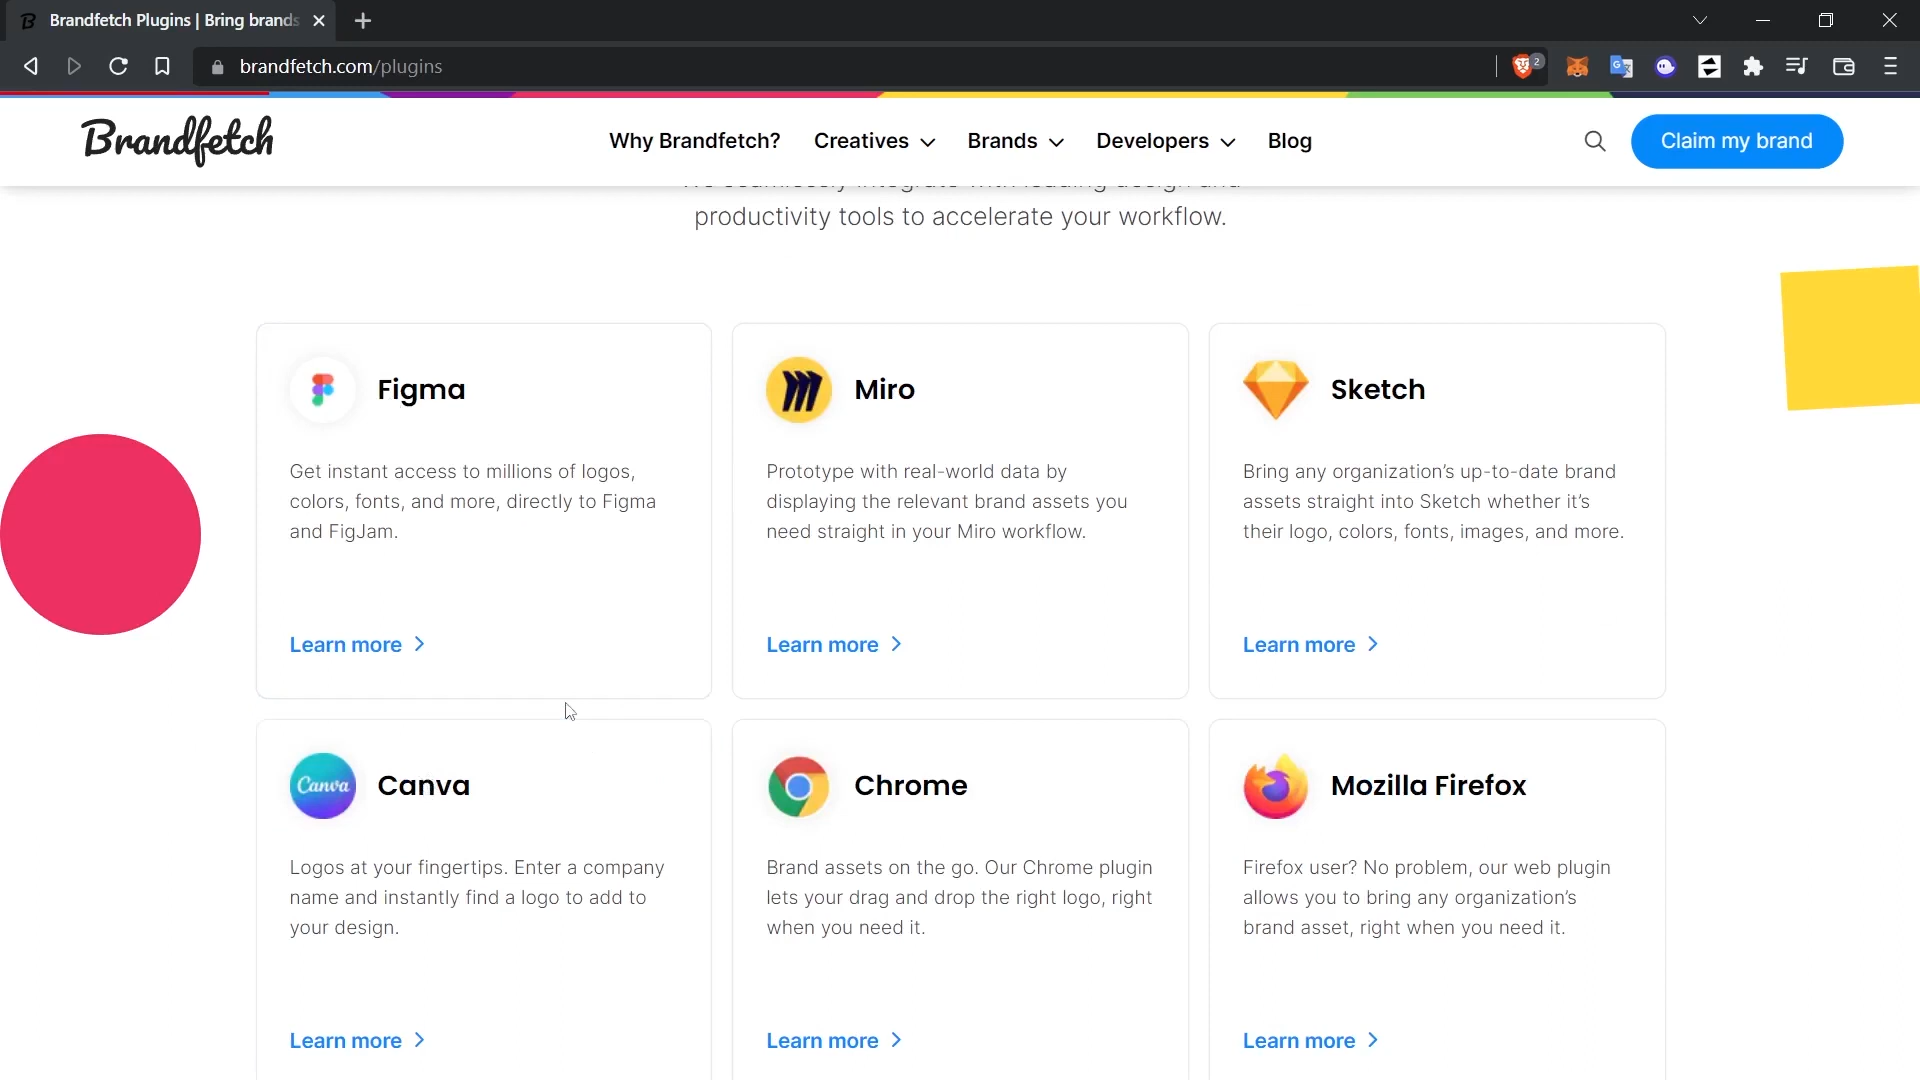 Brandfetch Plugins | Bring brands
brandfetch.com/plugins
2
Brandfetch
Why Brandfetch?
Creatives
Brands
Developers
Blog
Claim my brand
We seamlessly integrate with leading design and
productivity tools to accelerate your workflow.
Figma
Get instant access to millions of logos,
colors, fonts, and more, directly to Figma
and FigJam.
Learn more
Miro
Prototype with real-world data by
displaying the relevant brand assets you
need straight in your Miro workflow.
Learn more
Sketch
Bring any organization’s up-to-date brand
assets straight into Sketch whether it’s
their logo, colors, fonts, images, and more.
Learn more
Canva
Canva
Logos at your fingertips. Enter a company
name and instantly find a logo to add to
your design.
Learn more
Chrome
Brand assets on the go. Our Chrome plugin
lets your drag and drop the right logo, right
when you need it.
Learn more
Mozilla Firefox
Firefox user? No problem, our web plugin
allows you to bring any organization’s
brand asset, right when you need it.
Learn more